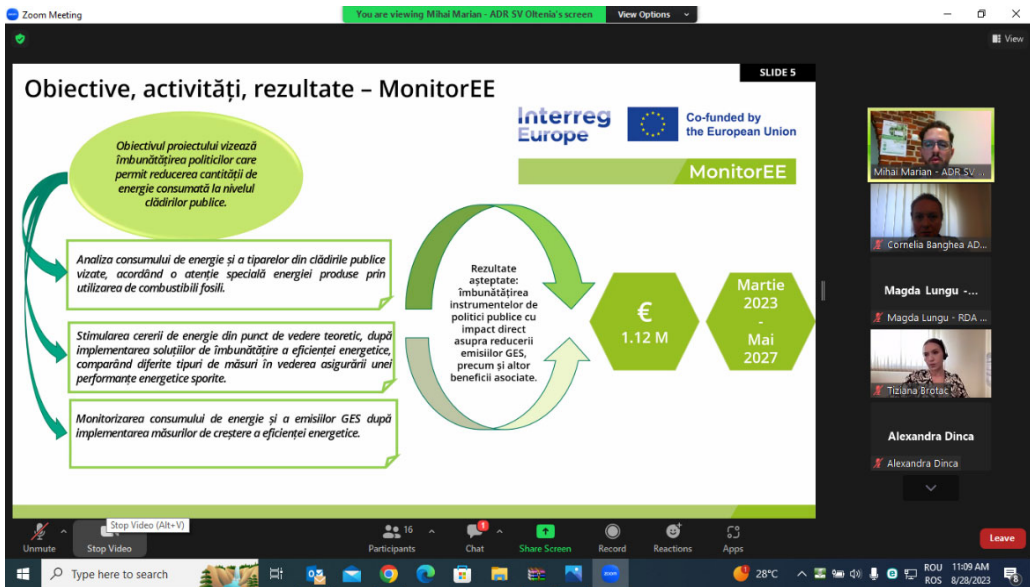 Zoom Meeting
You are viewing Mihai Marian - ADR SV Oltenia's screen
View Options
View
SLIDE 5
Obiective, activități, rezultate – MonitorEE
Interreg
Europe
Co-funded by
the European Union
MonitorEE
Obiectivul proiectului vizează
îmbunătățirea politicilor care
permit reducerea cantității de
energie consumată la nivelul
clădirilor publice.
Analiza consumului de energie și a tiparelor din clădirile publice
vizate, acordând o atenție specială energiei produse prin
utilizarea de combustibili fosili.
Stimularea cererii de energie din punct de vedere teoretic, după
implementarea soluțiilor de îmbunătățire a eficienței energetice,
comparând diferite tipuri de măsuri în vederea asigurării unei
performanțe energetice sporite.
Monitorizarea consumului de energie și a emisiilor GES după
implementarea măsurilor de creștere a eficienței energetice.
Rezultate
așteptate:
îmbunătățirea
instrumentelor de
politici publice cu
impact direct
asupra reducerii
emisiilor GES,
precum și altor
beneficii asociate.
€
1.12 M
Martie
2023
-
Mai
2027
Mihai Marian - ADR SV ...
Cornelia Banghea AD...
Magda Lungu -...
Magda Lungu - RDA ...
Tiziana Brotac
Alexandra Dinca
Alexandra Dinca
Stop Video (Alt+V)
Unmute
Stop Video
16
Participants
1
Chat
Share Screen
Record
Reactions
Apps
Leave
Type here to search
28°C
ROU
ROS
11:09 AM
8/28/2023